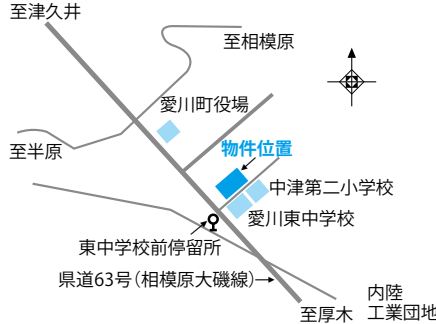 至津久井
至相模原
愛川町役場
至半原
物件位置
中津第二小学校
愛川東中学校
東中学校前停留所
県道63号(相模原大磯線)
至厚木
内陸
工業団地